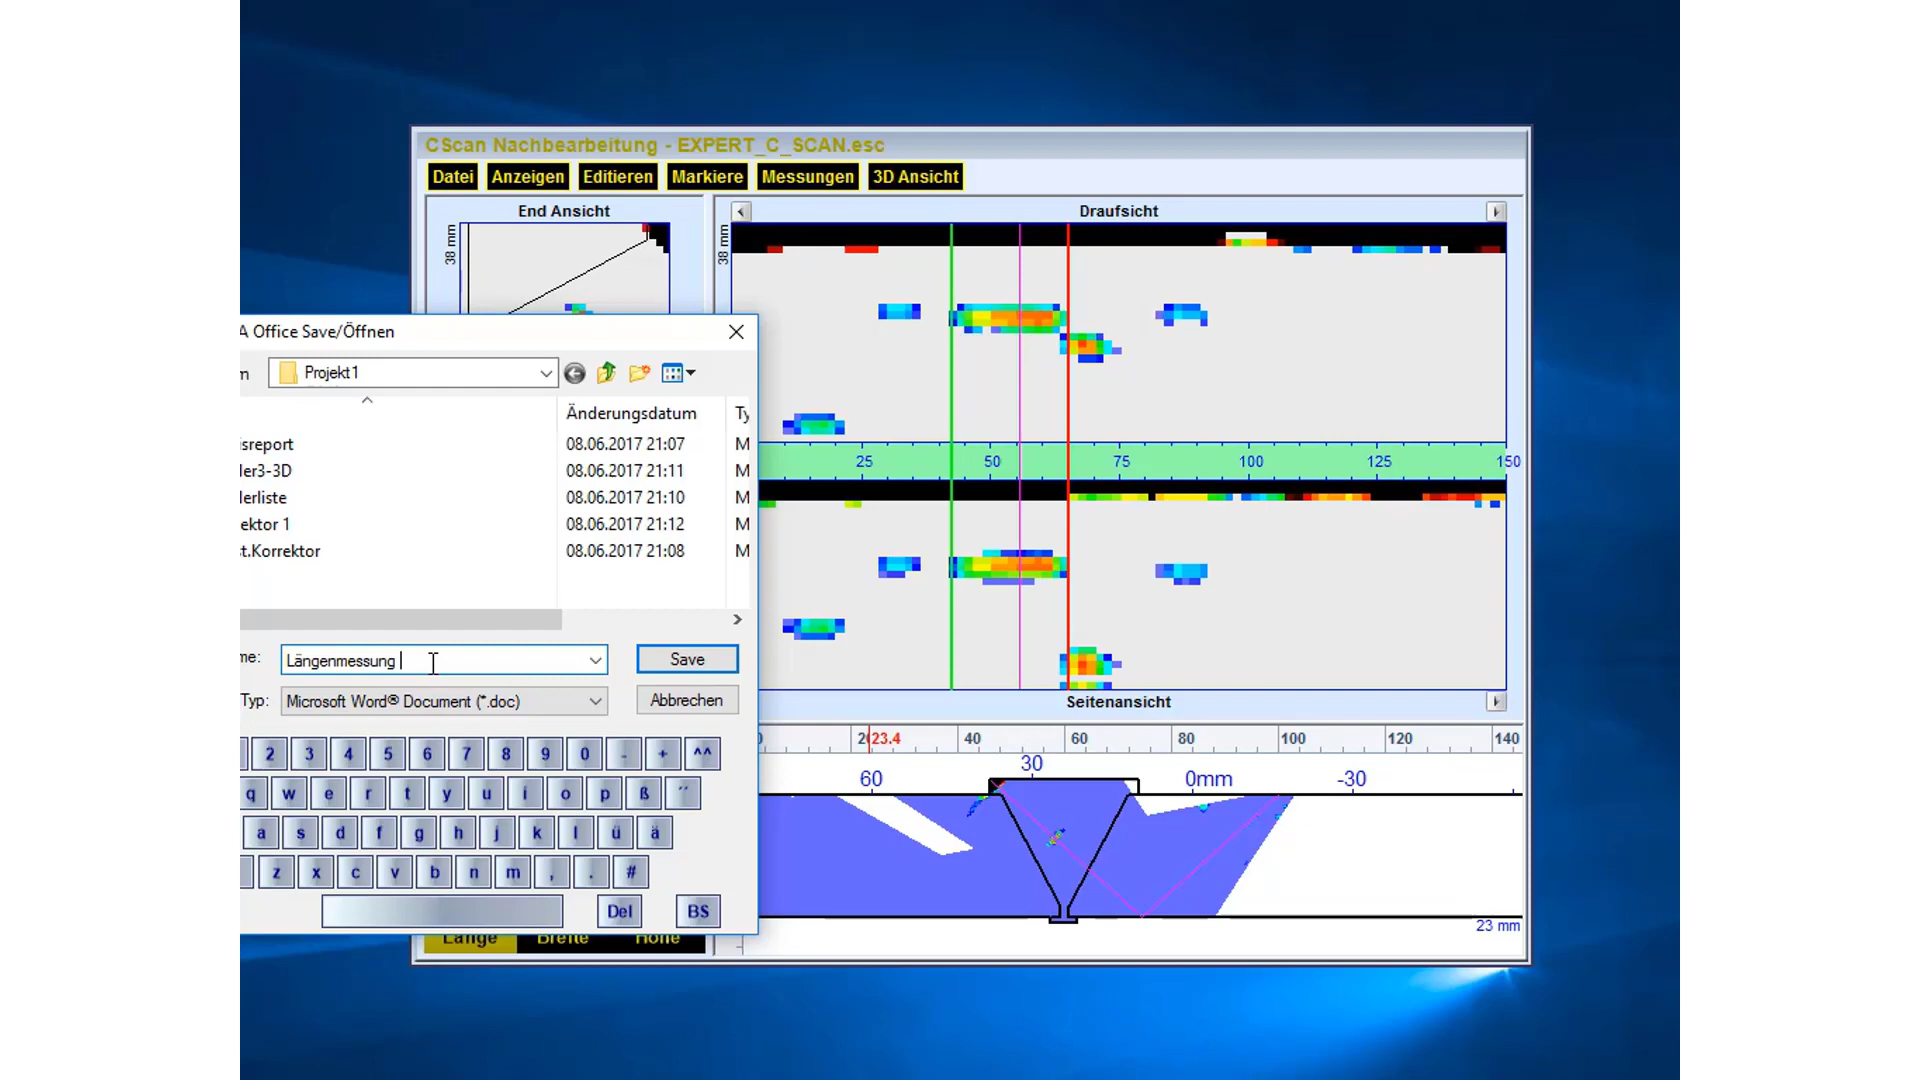 CScan Nachbearbeitung - EXPERT_C_SCAN.esc
Datei Anzeigen Editieren Markiere Messungen 3D Ansicht
End Ansicht
Draufsicht
38 mm
38 mm
A Office Save/Öffnen
Projekt1
Änderungsdatum
sreport 08.06.2017 21:07 M
ler3-3D 08.06.2017 21:11 M
lerliste 08.06.2017 21:10 M
ektor 1 08.06.2017 21:12 M
t.Korrektor 08.06.2017 21:08 M
me: Längenmessung Save
Typ: Microsoft Word® Document (*.doc) Abbrechen
2 3 4 5 6 7 8 9 0 - + ^^
q w e r t y u i o p ß ´´
a s d f g h j k l ü ä
z x c v b n m , . #
Del BS
Länge Breite Höhe
25 50 75 100 125 150
Seitenansicht
23.4 40 60 80 100 120 140
60 30 0mm -30
23 mm